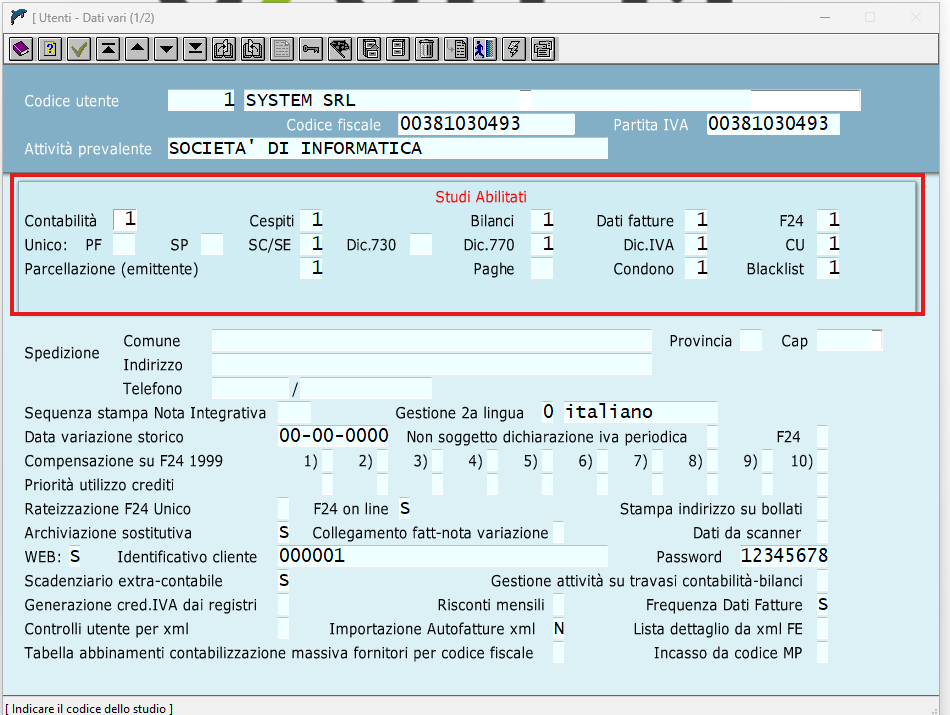 [ Utenti - Dati vari (1/2)
Codice utente 1 SYSTEM SRL
Codice fiscale 00381030493 Partita IVA 00381030493
Attività prevalente SOCIETA' DI INFORMATICA
Studi Abilitati
Contabilità 1 Cespiti 1 Bilanci 1 Dati fatture 1 F24 1
Unico: PF SP SC/SE 1 Dic.730 Dic.770 1 Dic.IVA 1 CU 1
Parcellazione (emittente) 1 Paghe Condono 1 Blacklist 1
Spedizione Comune Provincia Cap
Indirizzo
Telefono /
Sequenza stampa Nota Integrativa Gestione 2a lingua 0 italiano
Data variazione storico 00-00-0000 Non soggetto dichiarazione iva periodica F24
Compensazione su F24 1999 1) 2) 3) 4) 5) 6) 7) 8) 9) 10)
Priorità utilizzo crediti
Rateizzazione F24 Unico F24 on line S Stampa indirizzo su bollati
Archiviazione sostitutiva S Collegamento fatt-nota variazione Dati da scanner
WEB: S Identificativo cliente 000001 Password 12345678
Scadenziario extra-contabile S Gestione attività su travasi contabilità-bilanci
Generazione cred.IVA dai registri Risconti mensili Frequenza Dati Fatture S
Controlli utente per xml Importazione Autofatture xml N Lista dettaglio da xml FE
Tabella abbinamenti contabilizzazione massiva fornitori per codice fiscale Incasso da codice MP
[ Indicare il codice dello studio ]